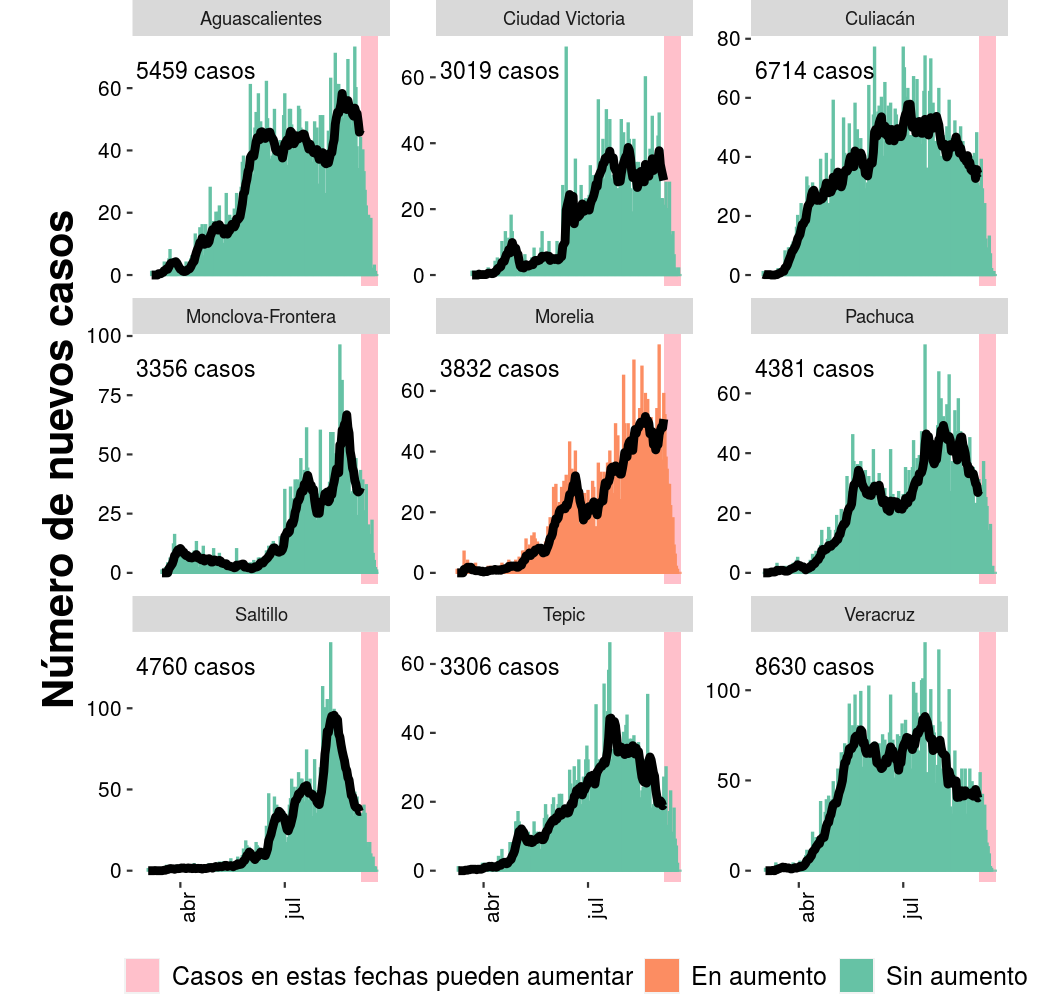 Número de nuevos casos
Aguascalientes
5459 casos
60
40
20
0
Ciudad Victoria
3019 casos
60
40
20
0
Culiacán
6714 casos
80
60
40
20
0
Monclova-Frontera
3356 casos
100
75
50
25
0
Morelia
3832 casos
60
40
20
0
Pachuca
4381 casos
60
40
20
0
Saltillo
4760 casos
100
50
0
Tepic
3306 casos
60
40
20
0
Veracruz
8630 casos
100
50
0
abr
jul
abr
jul
abr
jul
Casos en estas fechas pueden aumentar
En aumento
Sin aumento